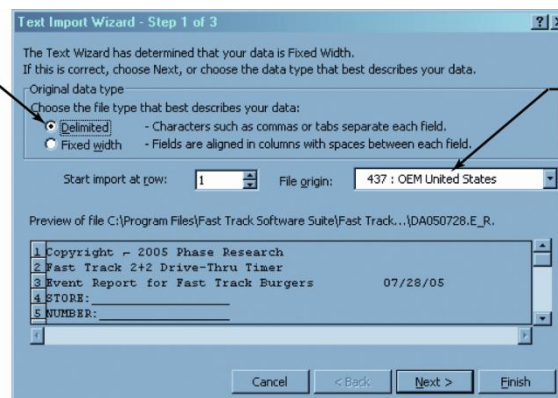 Text Import Wizard - Step 1 of 3
The Text Wizard has determined that your data is Fixed Width.
If this is correct, choose Next, or choose the data type that best describes your data.
Original data type
Choose the file type that best describes your data:
Delimited - Characters such as commas or tabs separate each field.
Fixed width - Fields are aligned in columns with spaces between each field.
Start import at row: 1 File origin: 437 : OEM United States
Preview of file C:\Program Files\Fast Track Software Suite\Fast Track...\DA050728.E_R.
1 Copyright ⌐ 2005 Phase Research
2 Fast Track 2+2 Drive-Thru Timer
3 Event Report for Fast Track Burgers 07/28/05
4 STORE:
5 NUMBER:
Cancel < Back Next > Finish